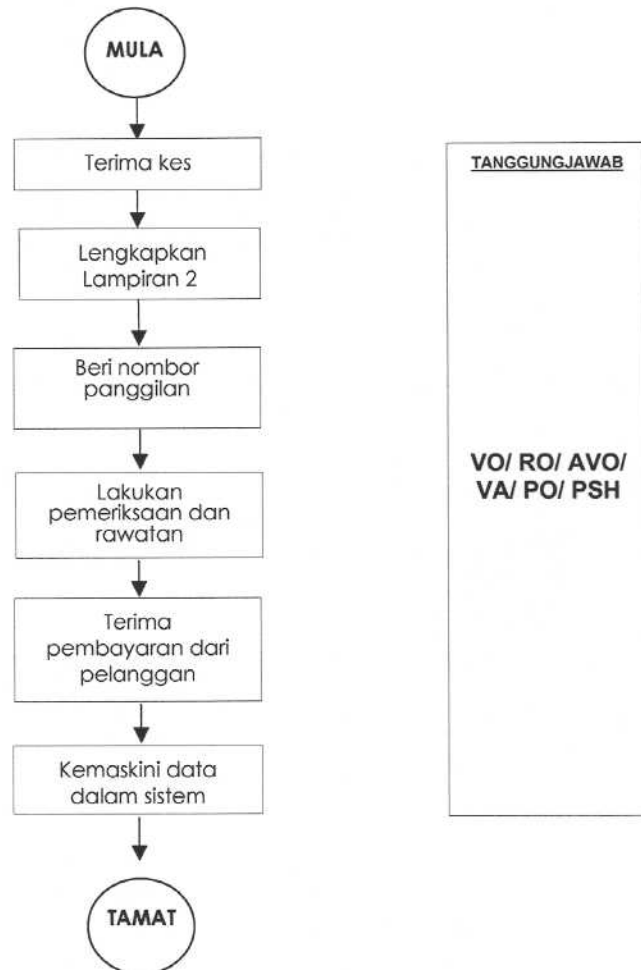 MULA
Terima kes
Lengkapkan
Lampiran 2
Beri nombor
panggilan
Lakukan
pemeriksaan dan
rawatan
Terima
pembayaran dari
pelanggan
Kemaskini data
dalam sistem
TAMAT
TANGGUNGJAWAB
VO/ RO/ AVO/
VA/ PO/ PSH